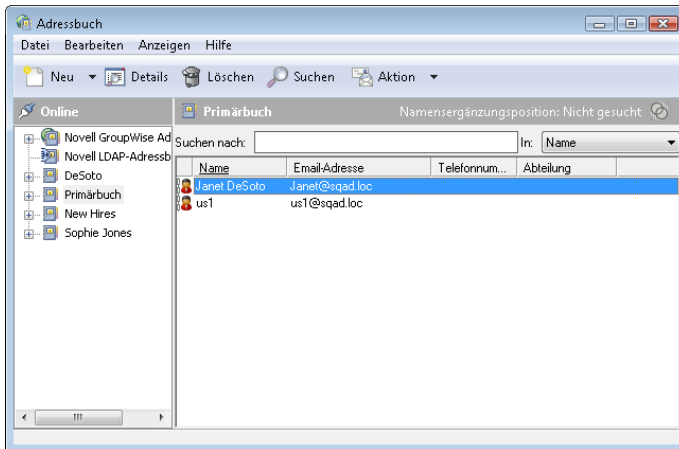 Adressbuch
Datei Bearbeiten Anzeigen Hilfe
Neu Details Löschen Suchen Aktion
Online Primärbuch Namensergänzungsposition: Nicht gesucht
Novell GroupWise Ad
Novell LDAP-Adressb
DeSoto
Primärbuch
New Hires
Sophie Jones
Suchen nach: In: Name
Name Email-Adresse Telefonnum... Abteilung
Janet DeSoto Janet@sqad.loc
us1 us1@sqad.loc